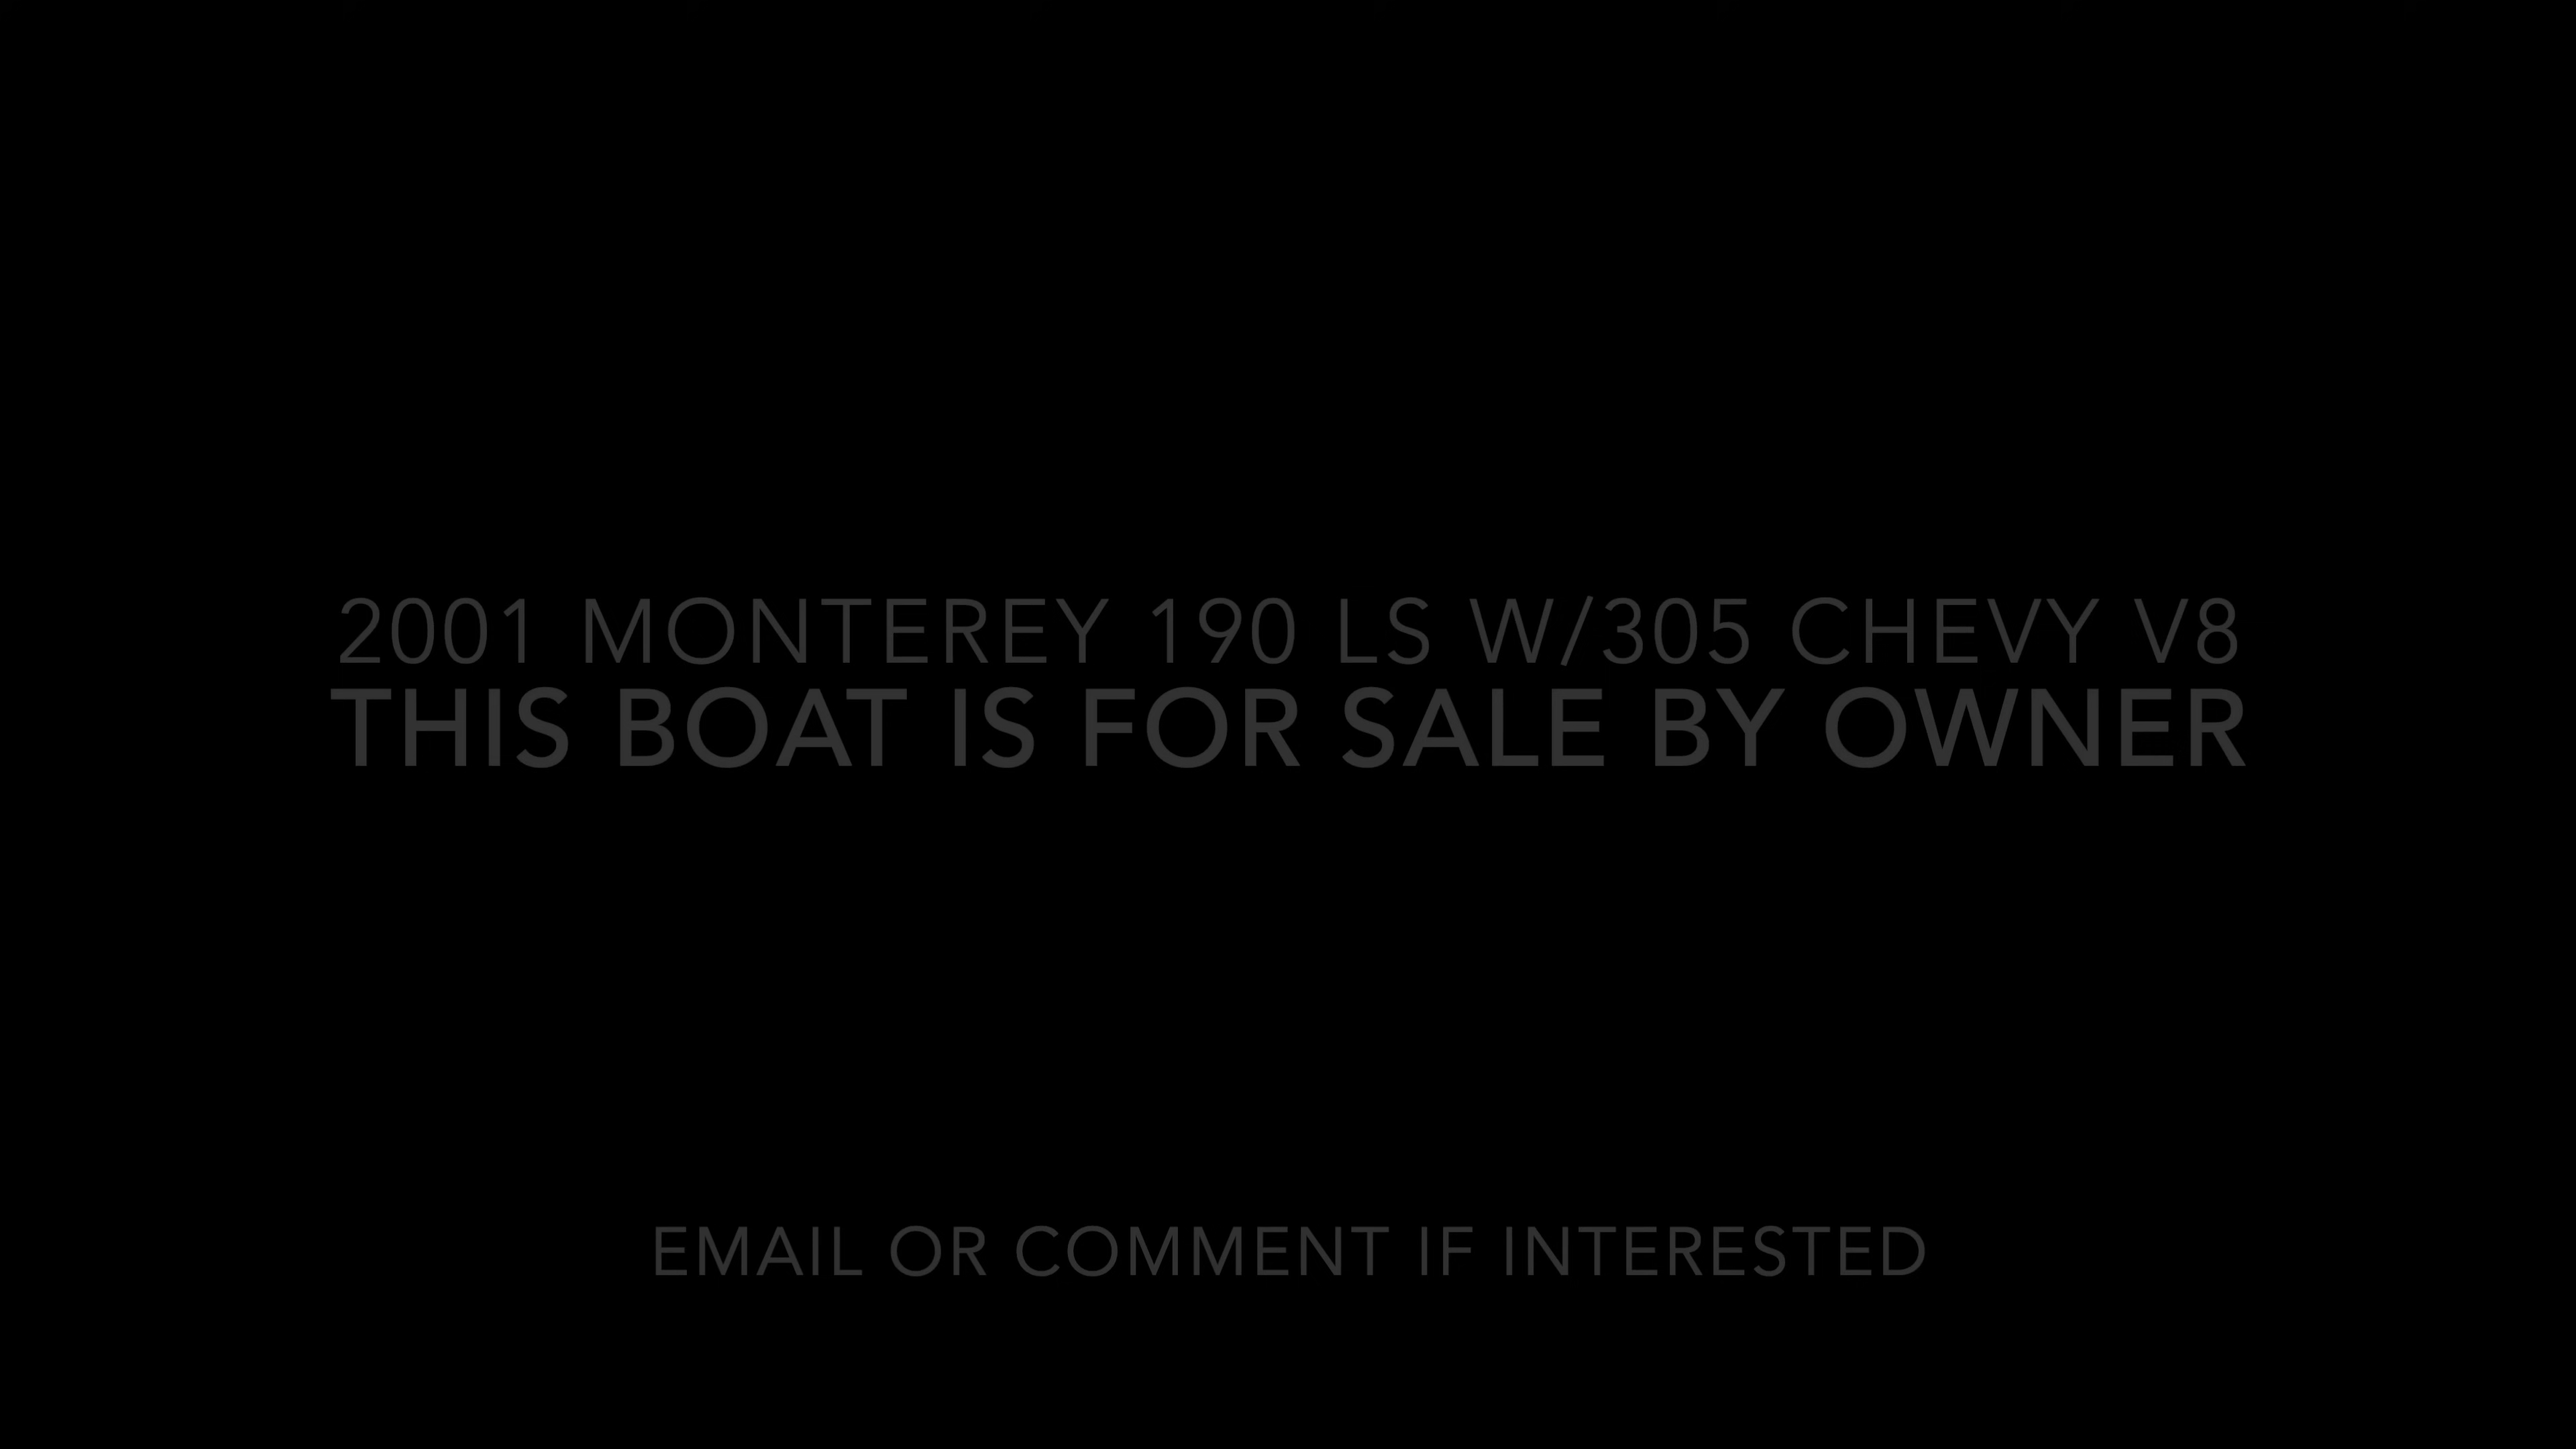 2001 MONTEREY 190 LS W/305 CHEVY V8
THIS BOAT IS FOR SALE BY OWNER
EMAIL OR COMMENT IF INTERESTED